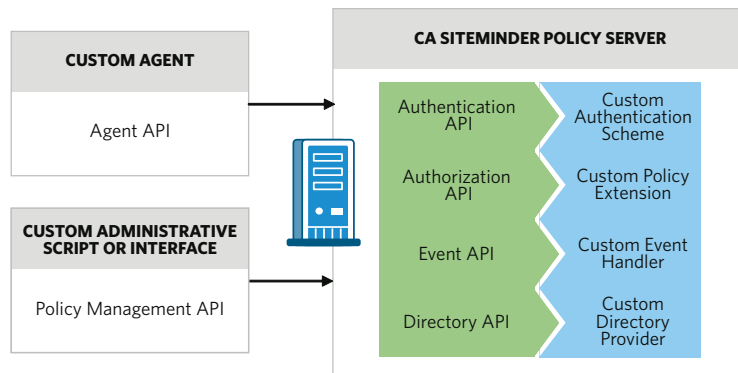 CUSTOM AGENT
Agent API
CUSTOM ADMINISTRATIVE
SCRIPT OR INTERFACE
Policy Management API
CA SITEMINDER POLICY SERVER
Authentication
API
Custom
Authentication
Scheme
Authorization
API
Custom Policy
Extension
Event API
Custom Event
Handler
Directory API
Custom
Directory
Provider